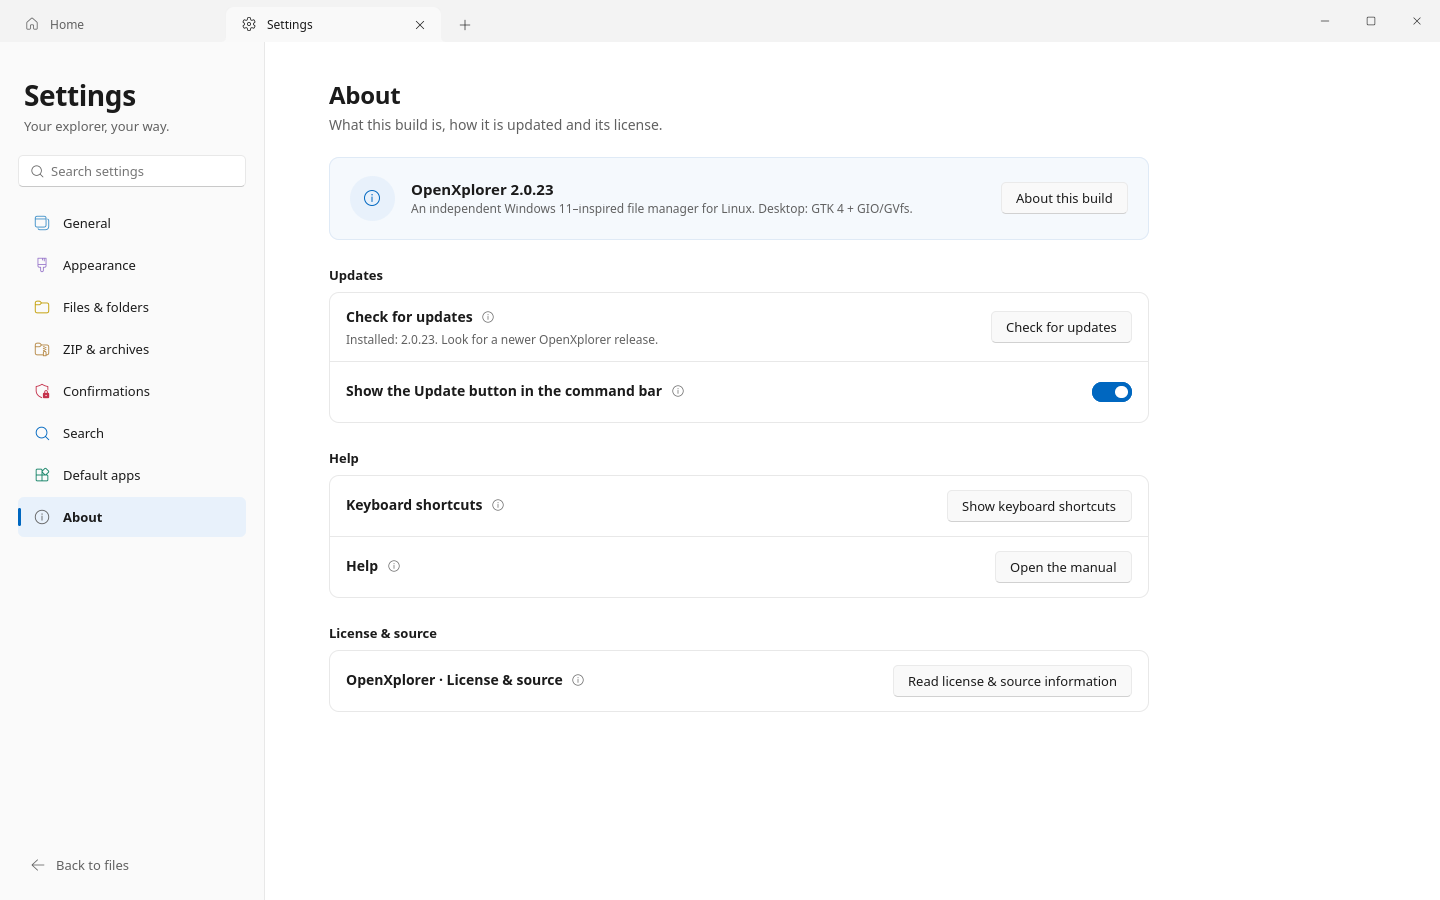 Home
Settings
Settings
Your explorer, your way.
Search settings
General
Appearance
Files & folders
ZIP & archives
Confirmations
Search
Default apps
About
Back to files
About
What this build is, how it is updated and its license.
OpenXplorer 2.0.23
An independent Windows 11–inspired file manager for Linux. Desktop: GTK 4 + GIO/GVfs.
About this build
Updates
Check for updates
Installed: 2.0.23. Look for a newer OpenXplorer release.
Check for updates
Show the Update button in the command bar
Help
Keyboard shortcuts
Show keyboard shortcuts
Help
Open the manual
License & source
OpenXplorer · License & source
Read license & source information